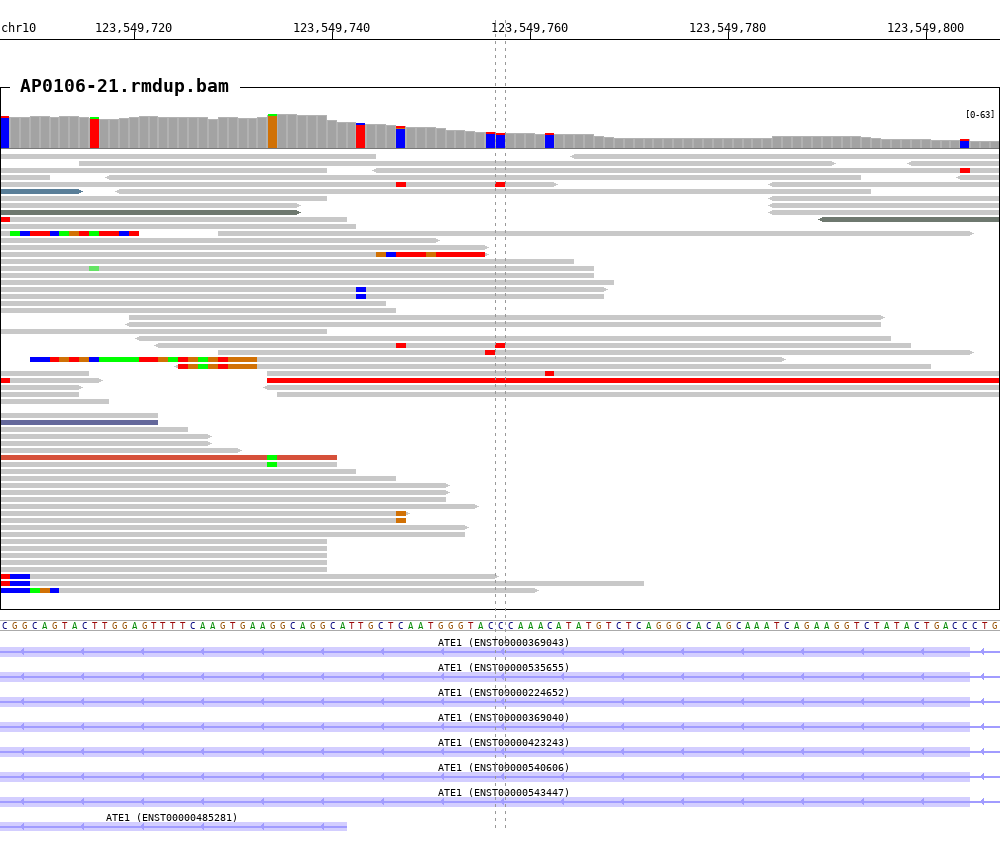 chr10 123,549,720 123,549,740 123,549,760 123,549,780 123,549,800
AP0106-21.rmdup.bam
[0-63]
C G G C A G T A C T T G G A G T T T T C A A G T G A A G G C A G G C A T T G C T C A A T G G G T A C C C A A A C A T A T G T C T C A G G G C A C A G C A A A T C A G A A G G T C T A T A C T G A C C C T G
ATE1 (ENST00000369043)
ATE1 (ENST00000535655)
ATE1 (ENST00000224652)
ATE1 (ENST00000369040)
ATE1 (ENST00000423243)
ATE1 (ENST00000540606)
ATE1 (ENST00000543447)
ATE1 (ENST00000485281)